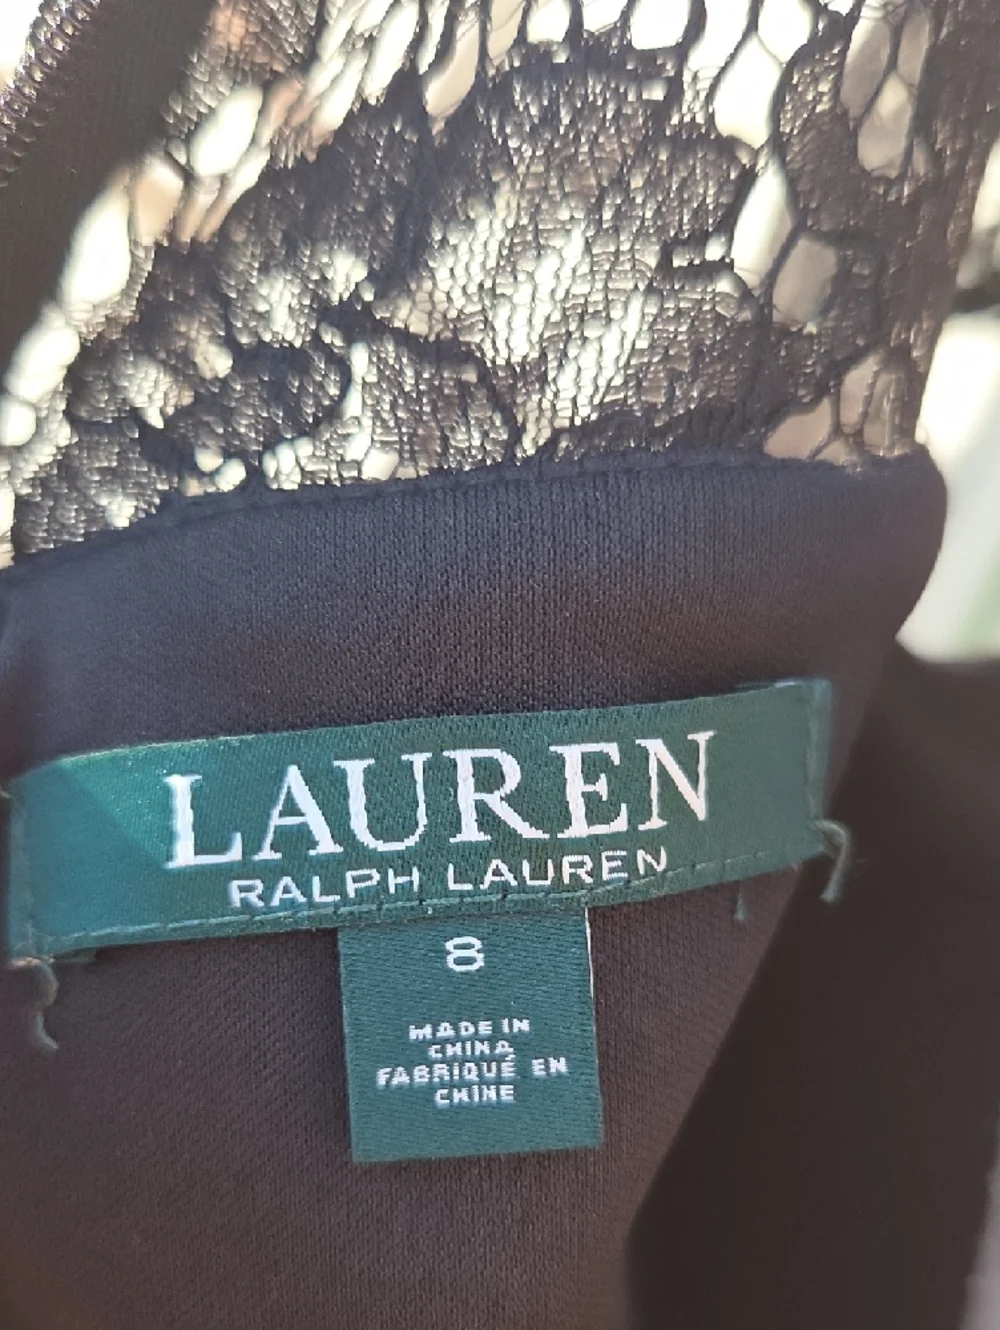 LAUREN
RALPH LAUREN
8
MADE IN
CHINA
FABRIQUÉ EN
CHINE